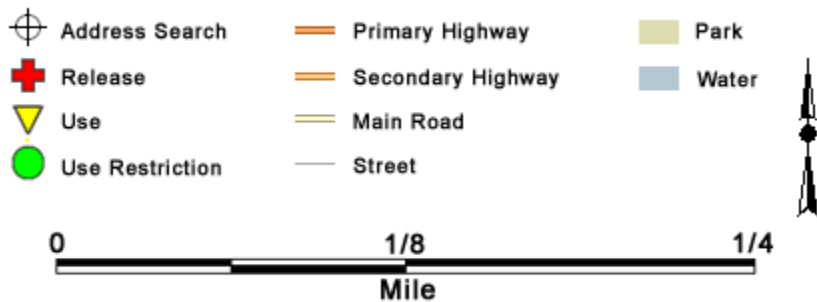 Address Search
Release
Use
Use Restriction
Primary Highway
Secondary Highway
Main Road
Street
Park
Water
0 1/8 1/4
Mile